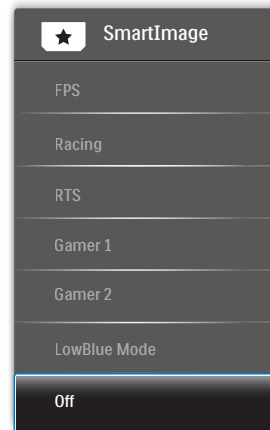 SmartImage
FPS
Racing
RTS
Gamer 1
Gamer 2
LowBlue Mode
Off